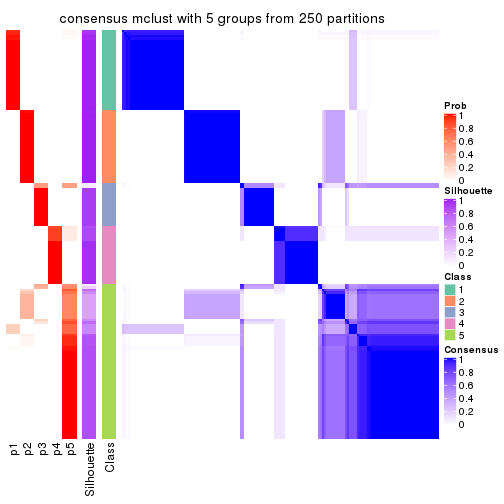 consensus mclust with 5 groups from 250 partitions
Prob
1
0.8
0.6
0.4
0.2
0
Silhouette
1
0.8
0.6
0.4
0.2
0
Class
1
2
3
4
5
Consensus
1
0.8
0.6
0.4
0.2
0
p1
p2
p3
p4
p5
Silhouette
Class